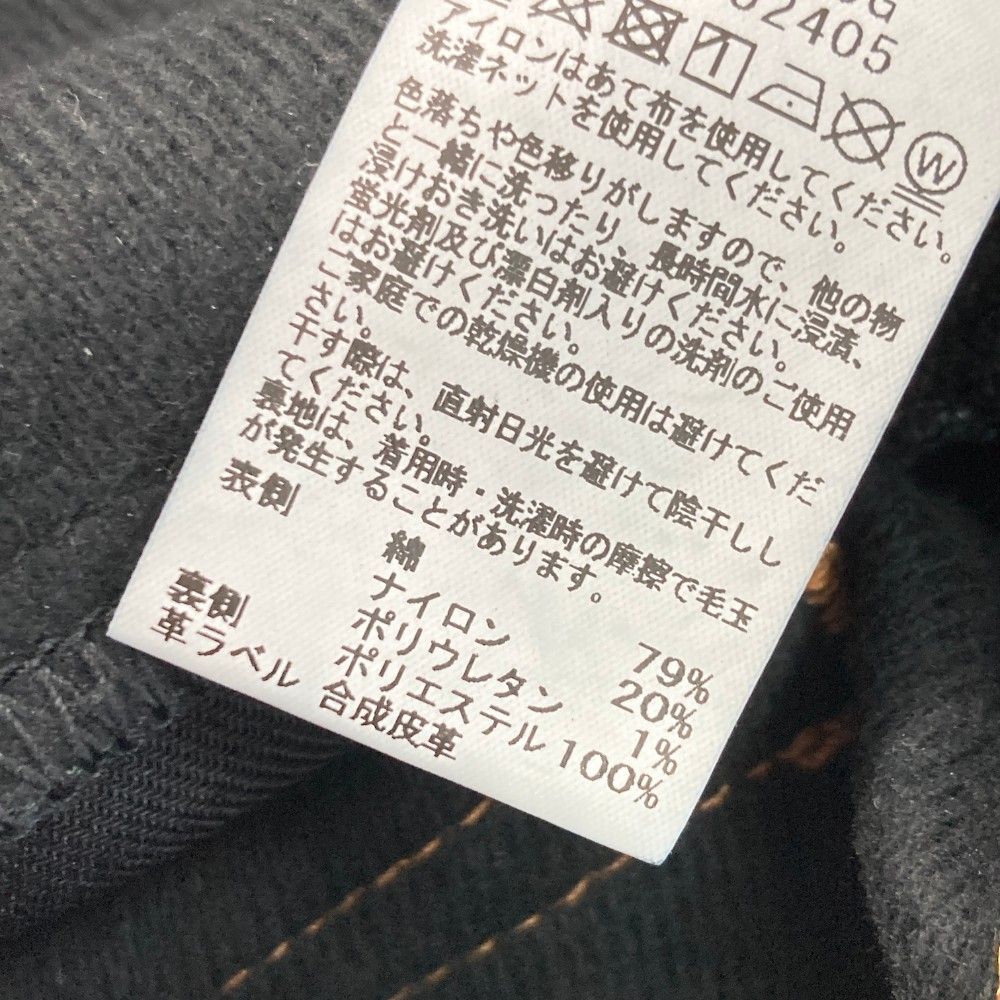 02405
アイロンはあて布を使用してください。
洗濯ネットを使用してください。
色落ちや色移りがしますので、他の物
と一緒に洗ったり、長時間水に浸漬、
浸けおき洗いはお避けください。
蛍光剤及び漂白剤入りの洗剤のご使用
はお避けください。
ご家庭での乾燥機の使用は避けてくだ
さい。
干す際は、直射日光を避けて陰干しし
てください。
裏地は、着用時・洗濯時の摩擦で毛玉
が発生することがあります。
表側 綿 79%
ナイロン 20%
ポリウレタン 1%
裏側 ポリエステル 100%
革ラベル 合成皮革